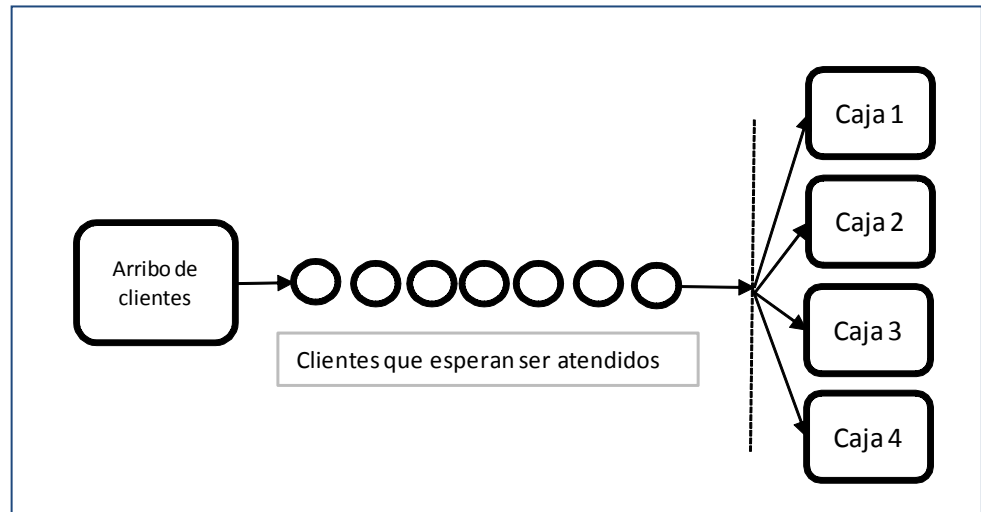 Arribo de
clientes
Clientes que esperan ser atendidos
Caja 1
Caja 2
Caja 3
Caja 4